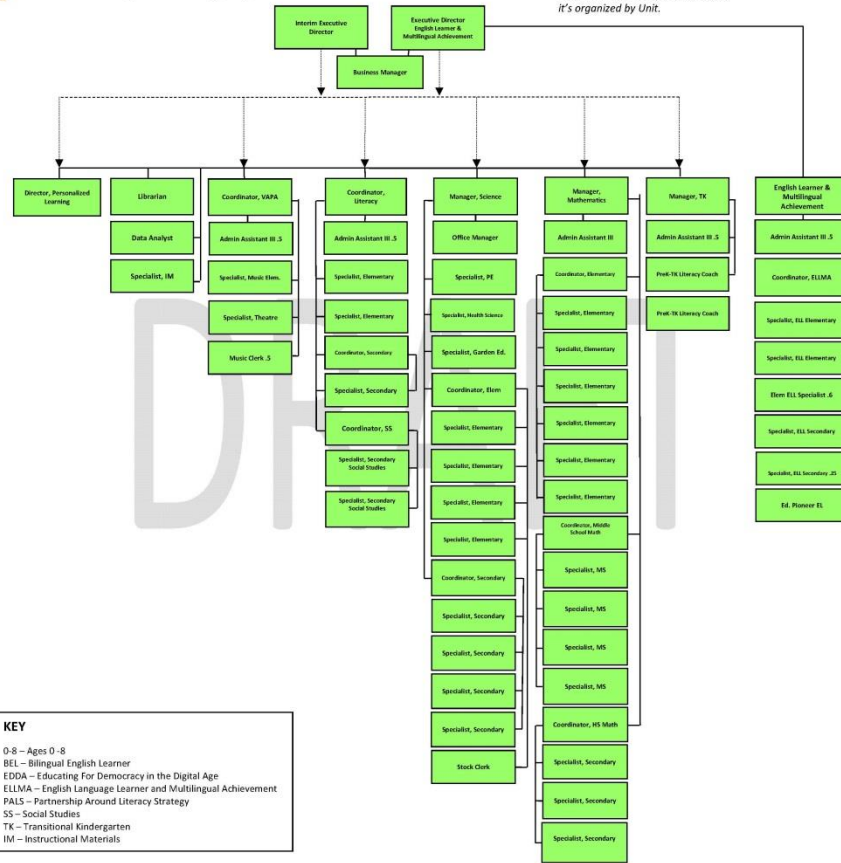 it's organized by Unit.
Interim Executive
Director
Executive Director
English Learner &
Multilingual Achievement
Business Manager
Director, Personalized
Learning
Librarian
Data Analyst
Specialist, IM
Coordinator, VAPA
Admin Assistant III .5
Specialist, Music Elem.
Specialist, Theatre
Music Clerk .5
Coordinator,
Literacy
Admin Assistant III .5
Specialist, Elementary
Specialist, Elementary
Coordinator, Secondary
Specialist, Secondary
Coordinator, SS
Specialist, Secondary
Social Studies
Specialist, Secondary
Social Studies
Manager, Science
Office Manager
Specialist, PE
Specialist, Health Science
Specialist, Garden Ed.
Coordinator, Elem
Specialist, Elementary
Specialist, Elementary
Specialist, Elementary
Specialist, Elementary
Coordinator, Secondary
Specialist, Secondary
Specialist, Secondary
Specialist, Secondary
Specialist, Secondary
Stock Clerk
Manager,
Mathematics
Admin Assistant III
Coordinator, Elementary
Specialist, Elementary
Specialist, Elementary
Specialist, Elementary
Specialist, Elementary
Specialist, Elementary
Specialist, Elementary
Coordinator, Middle
School Math
Specialist, MS
Specialist, MS
Specialist, MS
Specialist, MS
Coordinator, HS Math
Specialist, Secondary
Specialist, Secondary
Specialist, Secondary
Manager, TK
Admin Assistant III .5
PreK-TK Literacy Coach
PreK-TK Literacy Coach
English Learner &
Multilingual
Achievement
Admin Assistant III .5
Coordinator, ELLMA
Specialist, ELL Elementary
Specialist, ELL Elementary
Elem ELL Specialist .6
Specialist, ELL Secondary
Specialist, ELL Secondary .25
Ed. Pioneer EL
DRAFT
KEY
0-8 – Ages 0 -8
BEL – Bilingual English Learner
EDDA – Educating For Democracy in the Digital Age
ELLMA – English Language Learner and Multilingual Achievement
PALS – Partnership Around Literacy Strategy
SS – Social Studies
TK – Transitional Kindergarten
IM – Instructional Materials